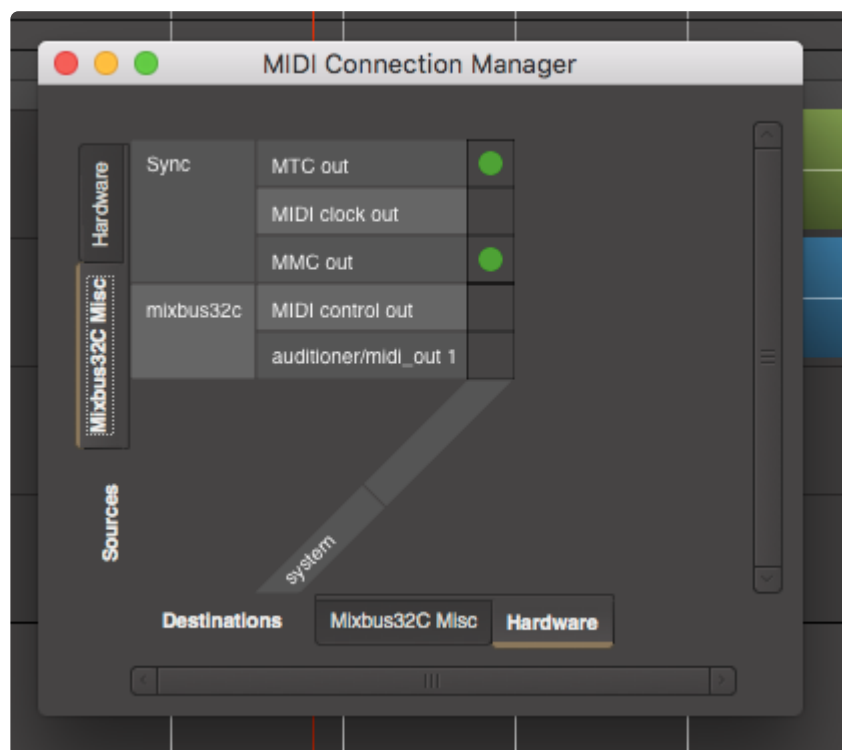 MIDI Connection Manager
Hardware
Mixbus32C Misc
Sources
Sync
MTC out
MIDI clock out
MMC out
mixbus32c
MIDI control out
auditioner/midi_out 1
system
Destinations
Mixbus32C Misc
Hardware